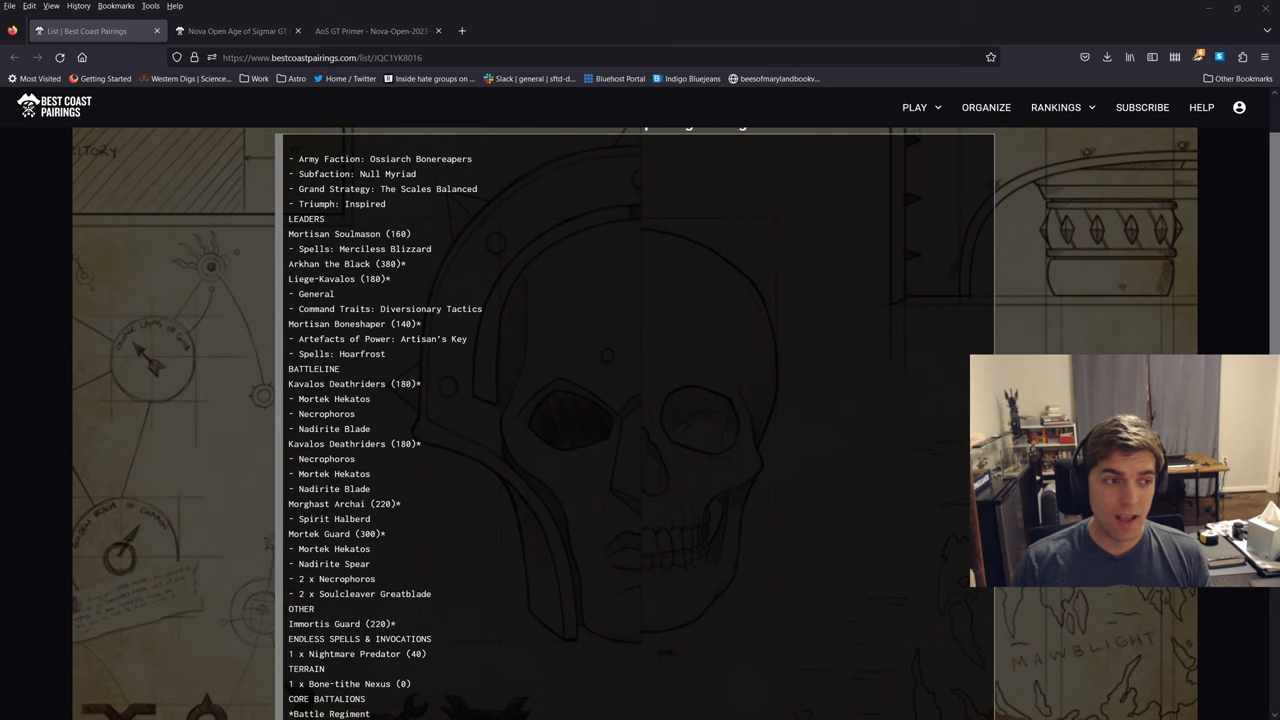 File Edit View History Bookmarks Tools Help
List | Best Coast Pairings
Nova Open Age of Sigmar GT
AoS GT Primer - Nova-Open-2023
https://www.bestcoastpairings.com/list/JQC1YK8016
Most Visited
Getting Started
Western Digs | Science...
Work
Astro
Home / Twitter
Inside hate groups on ...
Slack | general | sftd-d...
Bluehost Portal
Indigo Bluejeans
beesofmarylandbookw...
Other Bookmarks
BEST COAST
PAIRINGS
PLAY
ORGANIZE
RANKINGS
SUBSCRIBE
HELP
- Army Faction: Ossiarch Bonereapers
- Subfaction: Null Myriad
- Grand Strategy: The Scales Balanced
- Triumph: Inspired
LEADERS
Mortisan Soulmason (160)
- Spells: Merciless Blizzard
Arkhan the Black (380)*
Liege-Kavalos (180)*
- General
- Command Traits: Diversionary Tactics
Mortisan Boneshaper (140)*
- Artefacts of Power: Artisan's Key
- Spells: Hoarfrost
BATTLELINE
Kavalos Deathriders (180)*
- Mortek Hekatos
- Necrophoros
- Nadirite Blade
Kavalos Deathriders (180)*
- Necrophoros
- Mortek Hekatos
- Nadirite Blade
Morghast Archai (220)*
- Spirit Halberd
Mortek Guard (300)*
- Mortek Hekatos
- Nadirite Spear
- 2 x Necrophoros
- 2 x Soulcleaver Greatblade
OTHER
Immortis Guard (220)*
ENDLESS SPELLS & INVOCATIONS
1 x Nightmare Predator (40)
TERRAIN
1 x Bone-tithe Nexus (0)
CORE BATTALIONS
*Battle Regiment
MAWBLIGHT